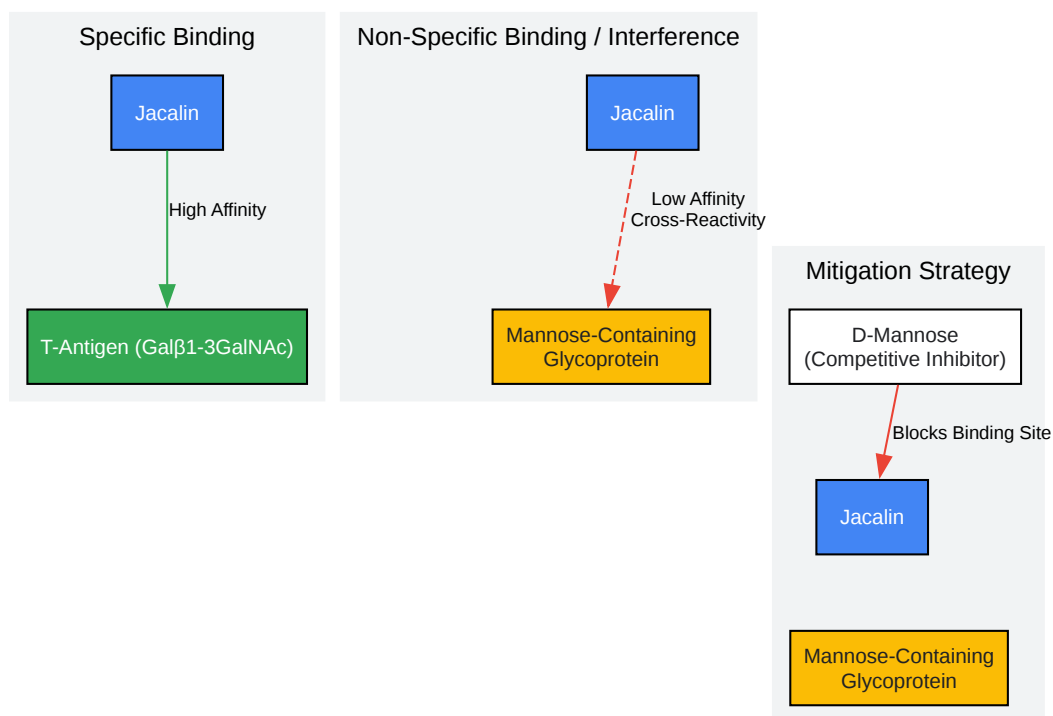 Specific Binding
Jacalin
High Affinity
T-Antigen (Galβ1-3GalNAc)
Non-Specific Binding / Interference
Jacalin
Low Affinity
Cross-Reactivity
Mannose-Containing
Glycoprotein
Mitigation Strategy
D-Mannose
(Competitive Inhibitor)
Blocks Binding Site
Jacalin
Mannose-Containing
Glycoprotein